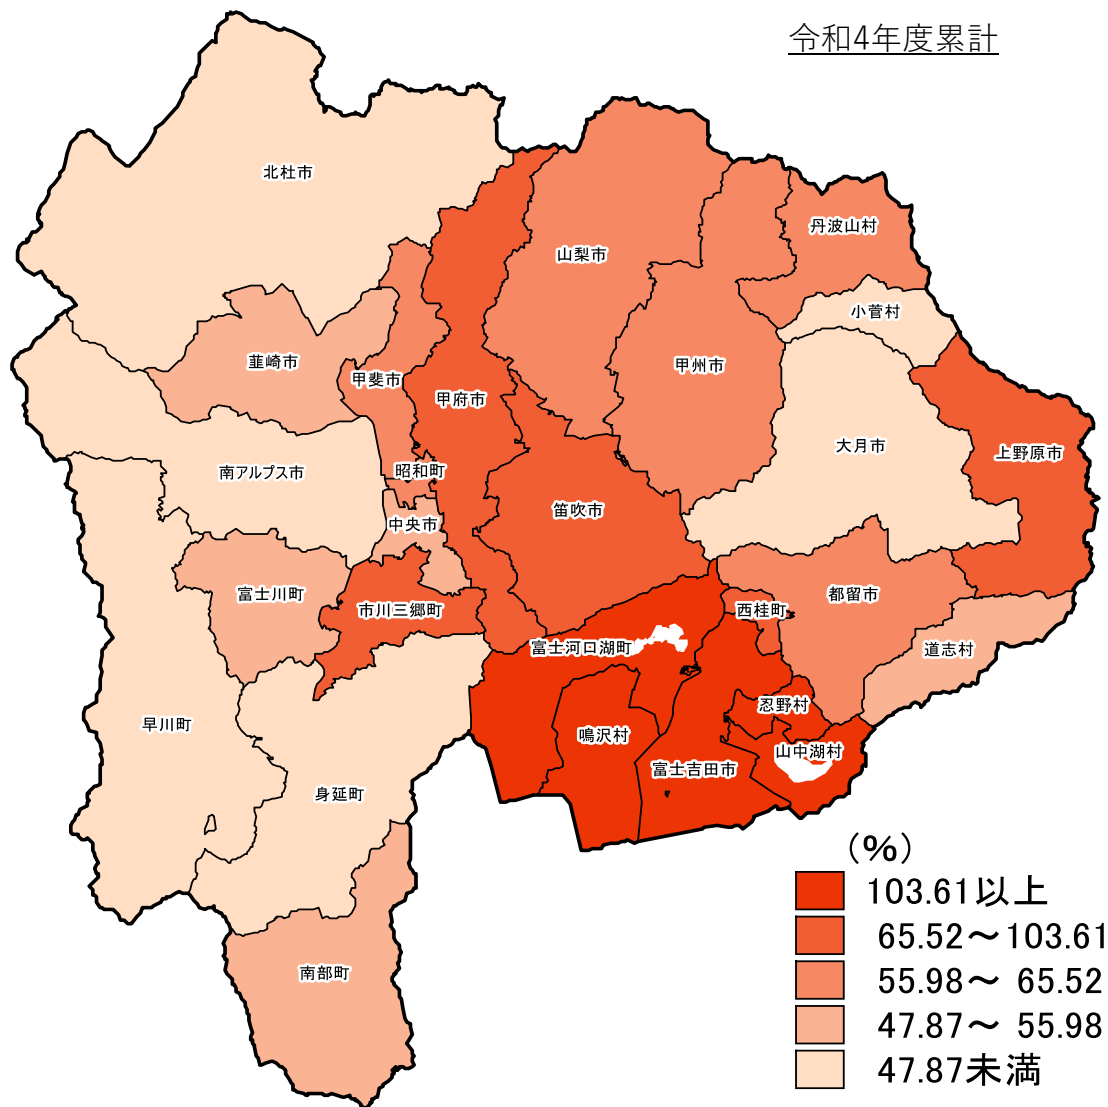 令和4年度累計
北杜市
丹波山村
山梨市
小菅村
韮崎市
甲州市
甲斐市
甲府市
大月市
上野原市
昭和町
南アルプス市
笛吹市
中央市
富士川町
都留市
市川三郷町
西桂町
富士河口湖町
道志村
忍野村
早川町
鳴沢村
山中湖村
富士吉田市
身延町
南部町
(%)
103.61以上
65.52～103.61
55.98～ 65.52
47.87～ 55.98
47.87未満